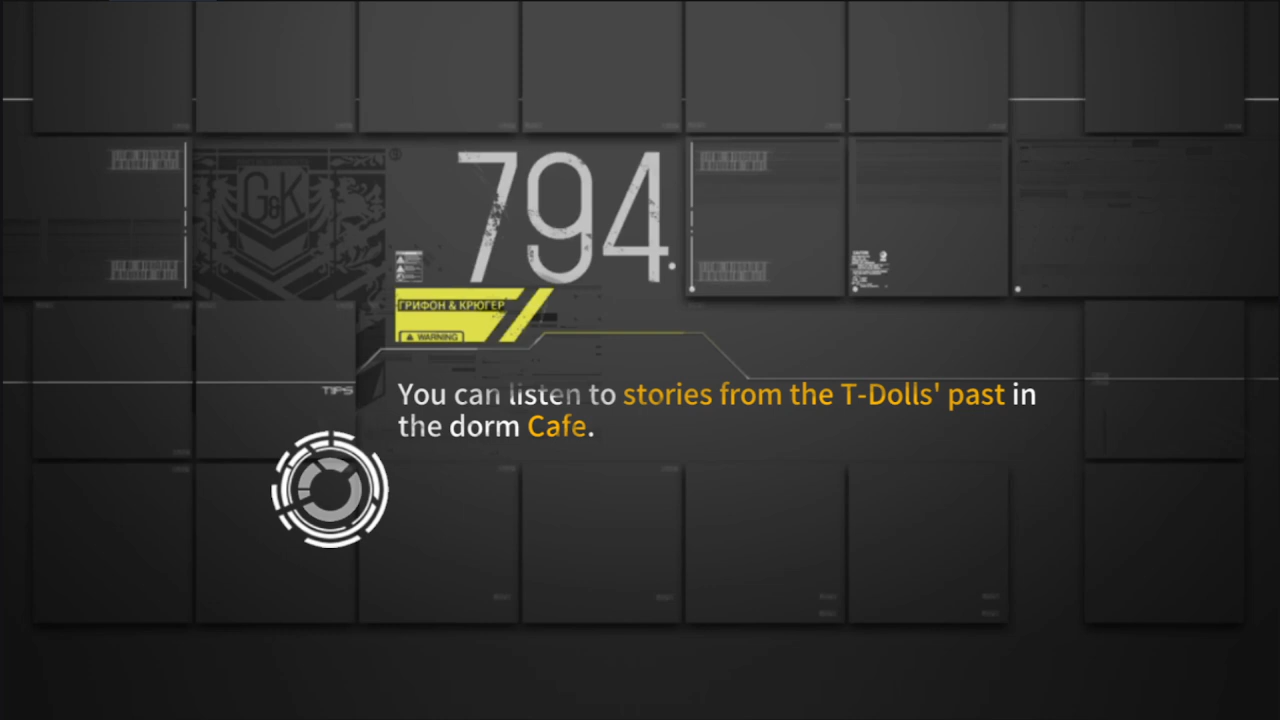 G&K
794.
ГРИФОН & КРЮГЕР
WARNING
TIPS
You can listen to stories from the T-Dolls' past in
the dorm Cafe.